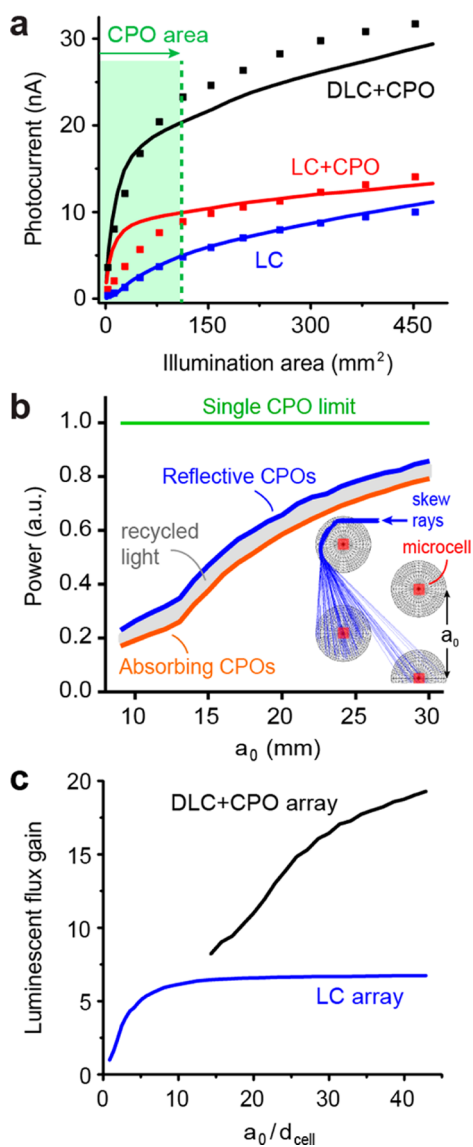 a
30
20
10
0
Photocurrent (nA)
CPO area
DLC+CPO
LC+CPO
LC
0
150
300
450
Illumination area (mm²)
b
1.0
0.8
0.6
0.4
0.2
0.0
Power (a.u.)
Single CPO limit
Reflective CPOs
recycled
light
Absorbing CPOs
skew
rays
microcell
a₀
10
15
20
25
30
a₀ (mm)
c
20
15
10
5
0
Luminescent flux gain
DLC+CPO array
LC array
0
10
20
30
40
a₀/d_cell